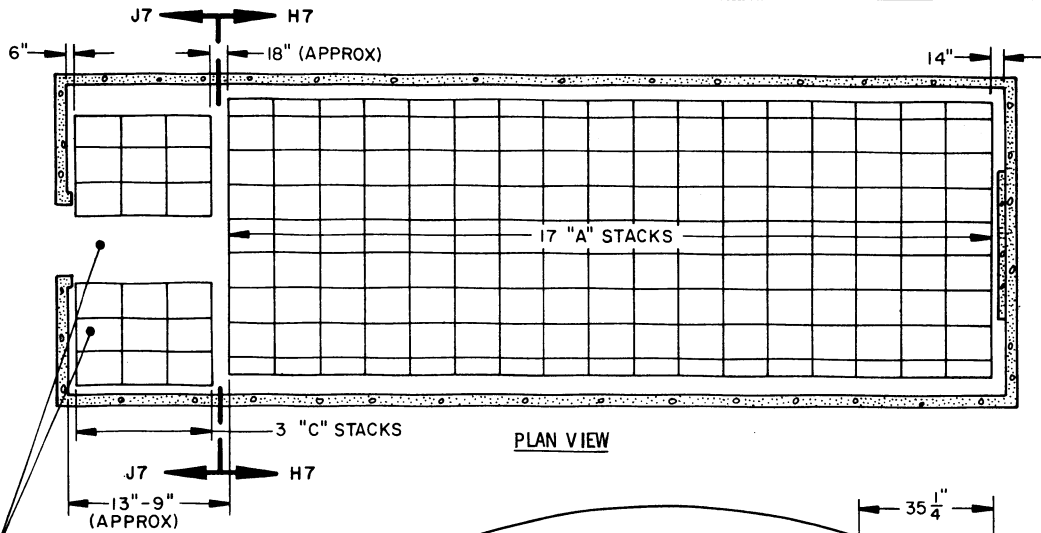 J7 H7
6" 18" (APPROX) 14"
17 "A" STACKS
3 "C" STACKS
PLAN VIEW
J7 H7
13"-9"
(APPROX)
35 1/4"